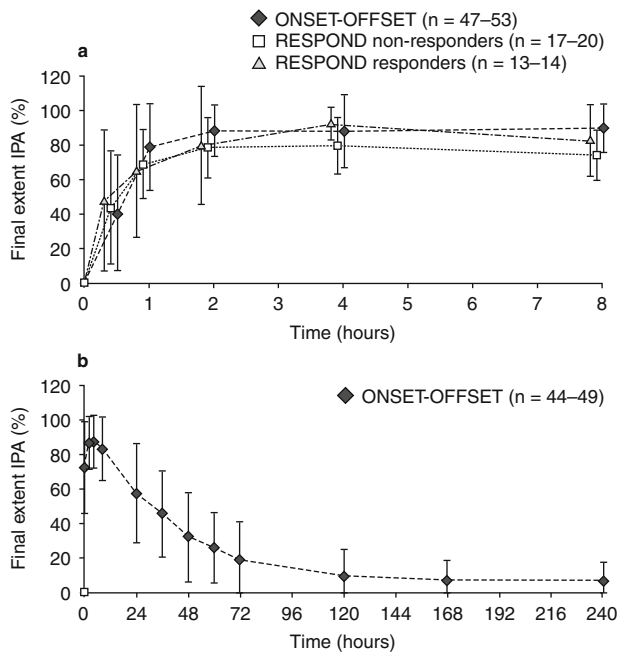 ONSET-OFFSET (n = 47–53)
RESPOND non-responders (n = 17–20)
RESPOND responders (n = 13–14)
a
120
100
80
60
40
20
0
Final extent IPA (%)
0 1 2 3 4 5 6 7 8
Time (hours)
b
ONSET-OFFSET (n = 44–49)
120
100
80
60
40
20
0
Final extent IPA (%)
0 24 48 72 96 120 144 168 192 216 240
Time (hours)